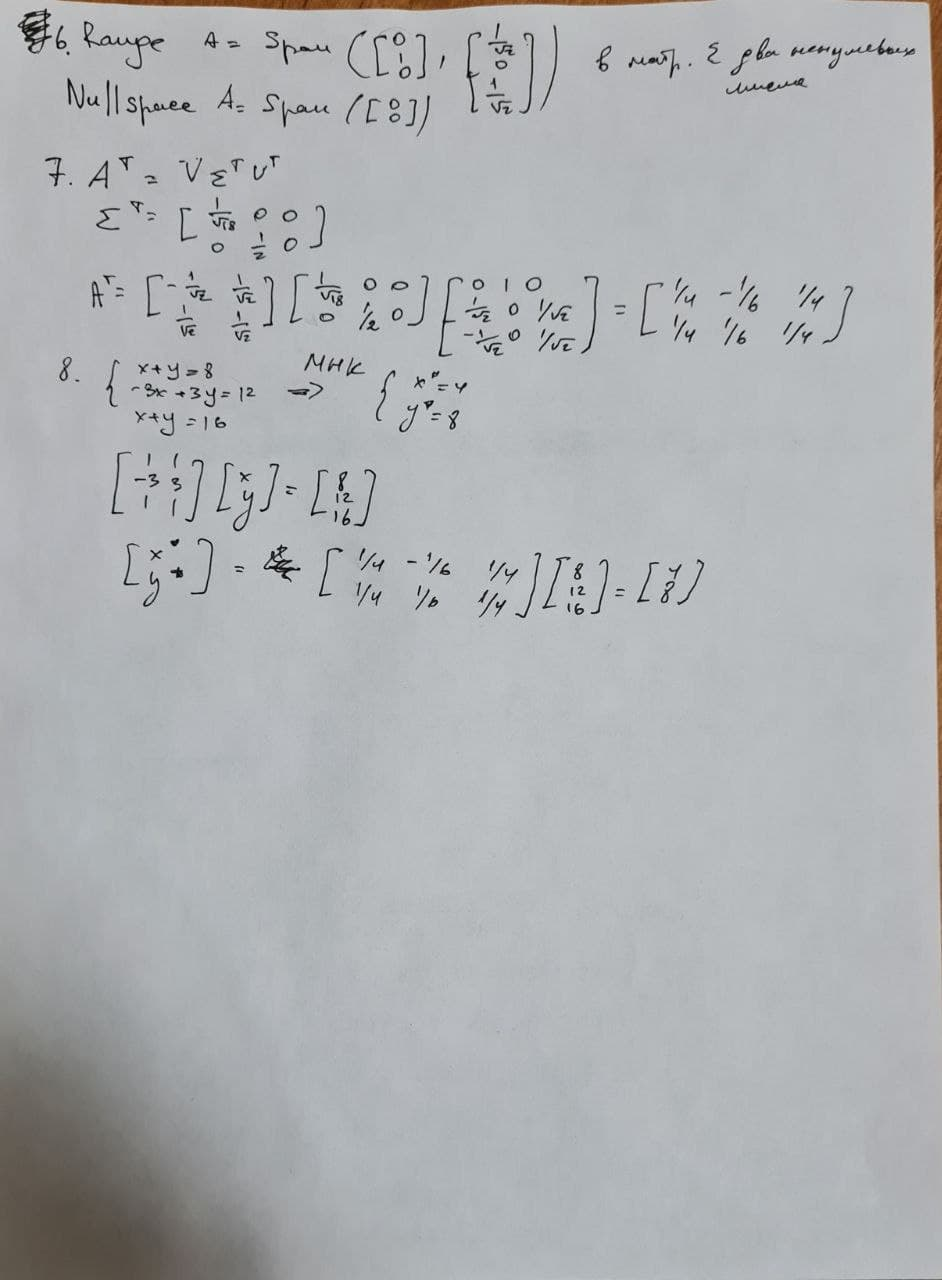 6. Range A = Span ([0 1 0], [1/√2 0 1/√2]) в матр. Σ два ненулевых числа
Nullspace A = Span ([0 0])
7. Aᵀ = V Σᵀ Uᵀ
Σᵀ = [1/√18 0 0; 0 1/2 0]
Aᵀ = [-1/√2 1/√2; 1/√2 1/√2] [1/√18 0 0; 0 1/2 0] [0 1 0; 1/√2 0 1/√2; -1/√2 0 1/√2] = [1/4 -1/6 1/4; 1/4 1/6 1/4]
8. { x+y=8; -3x+3y=12; x+y=16 МНК => { x*=4; y*=8
[1 1; -3 3; 1 1] [x; y] = [8; 12; 16]
[x*; y*] = [1/4 -1/6 1/4; 1/4 1/6 1/4] [8; 12; 16] = [4; 8]